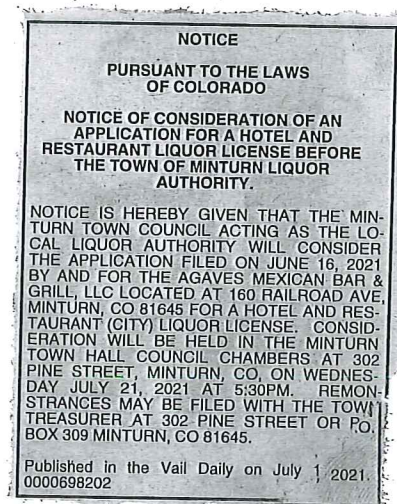 NOTICE
PURSUANT TO THE LAWS
OF COLORADO
NOTICE OF CONSIDERATION OF AN
APPLICATION FOR A HOTEL AND
RESTAURANT LIQUOR LICENSE BEFORE
THE TOWN OF MINTURN LIQUOR
AUTHORITY.
NOTICE IS HEREBY GIVEN THAT THE MIN-
TURN TOWN COUNCIL ACTING AS THE LO-
CAL LIQUOR AUTHORITY WILL CONSIDER
THE APPLICATION FILED ON JUNE 16, 2021
BY AND FOR THE AGAVES MEXICAN BAR &
GRILL, LLC LOCATED AT 160 RAILROAD AVE,
MINTURN, CO 81645 FOR A HOTEL AND RES-
TAURANT (CITY) LIQUOR LICENSE. CONSID-
ERATION WILL BE HELD IN THE MINTURN
TOWN HALL COUNCIL CHAMBERS AT 302
PINE STREET, MINTURN, CO, ON WEDNES-
DAY JULY 21, 2021 AT 5:30PM. REMON-
STRANCES MAY BE FILED WITH THE TOWN
TREASURER AT 302 PINE STREET OR P.O.
BOX 309 MINTURN, CO 81645.
Published in the Vail Daily on July 1 2021.
0000698202